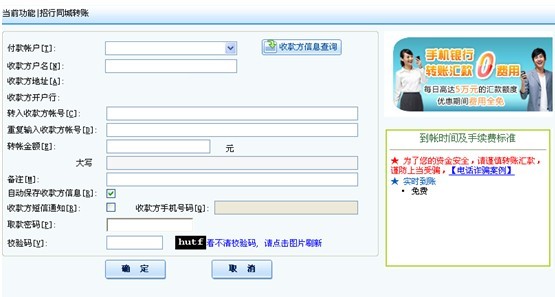 当前功能|招行同城转账
付款帐户[T]:
收款方信息查询
收款方户名[N]:
收款方地址[A]:
收款方开户行:
转入收款方帐号[C]:
重复输入收款方帐号[D]:
转帐金额[E]: 元
大写
备注[M]:
自动保存收款方信息[R]:
收款方短信通知[R]: 收款方手机号码[Q]:
取款密码[P]:
校验码[V]: hutf 看不清校验码, 请点击图片刷新
确 定 取 消
手机银行
转账汇款 0 费用
每日高达5万元的汇款额度
优惠期间费用全免
到帐时间及手续费标准
★ 为了您的资金安全,请谨慎转账汇款,
谨防上当受骗,【电话诈骗案例】
★ 实时到账
• 免费